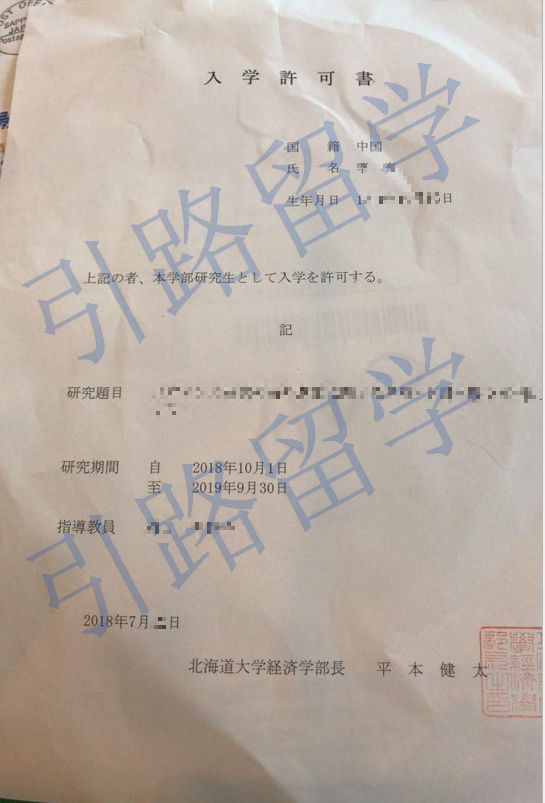 入学許可書
国籍 中国
氏名
生年月日 日
上記の者、本学部研究生として入学を許可する。
記
研究題目
研究期間 自 2018年10月1日
至 2019年9月30日
指導教員
2018年7月 日
北海道大学経済学部長 平本健太
引路留学
引路留学